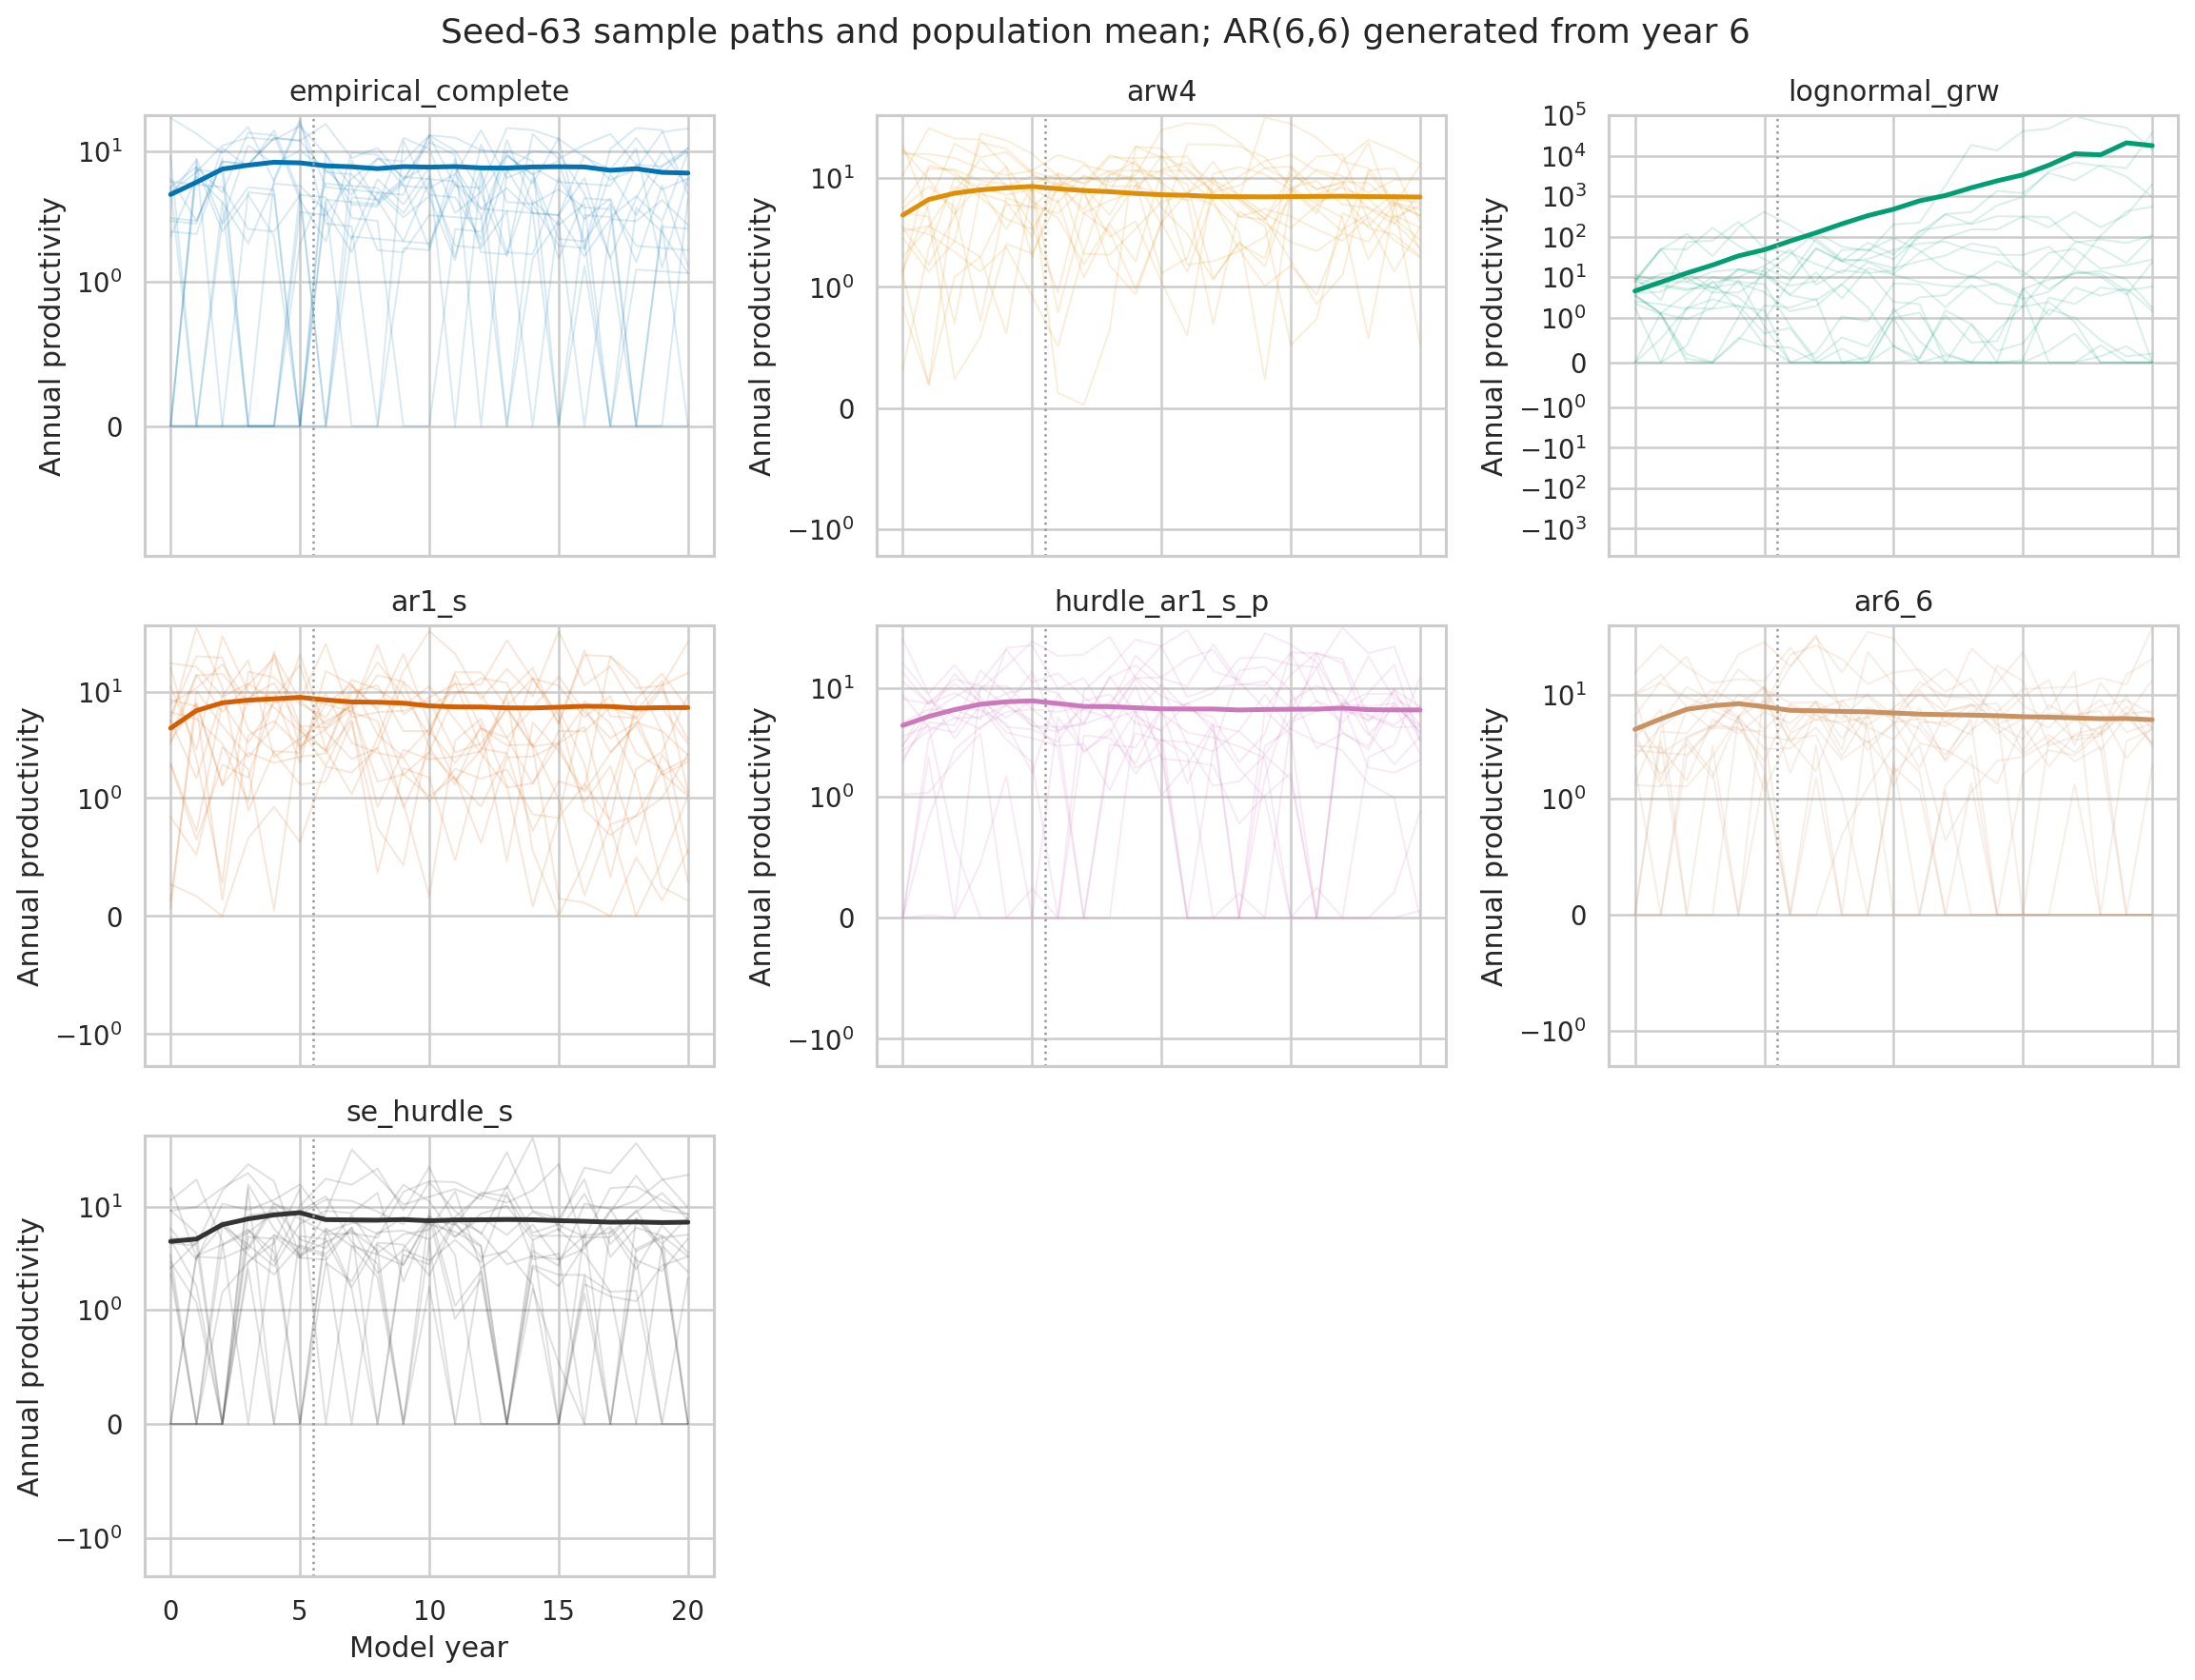 Seed-63 sample paths and population mean; AR(6,6) generated from year 6
empirical_complete
Annual productivity
10¹
10⁰
0
arw4
Annual productivity
10¹
10⁰
0
−10⁰
lognormal_grw
Annual productivity
10⁵
10⁴
10³
10²
10¹
10⁰
0
−10⁰
−10¹
−10²
−10³
ar1_s
Annual productivity
10¹
10⁰
0
−10⁰
hurdle_ar1_s_p
Annual productivity
10¹
10⁰
0
−10⁰
ar6_6
Annual productivity
10¹
10⁰
0
−10⁰
se_hurdle_s
Annual productivity
10¹
10⁰
0
−10⁰
0 5 10 15 20
Model year